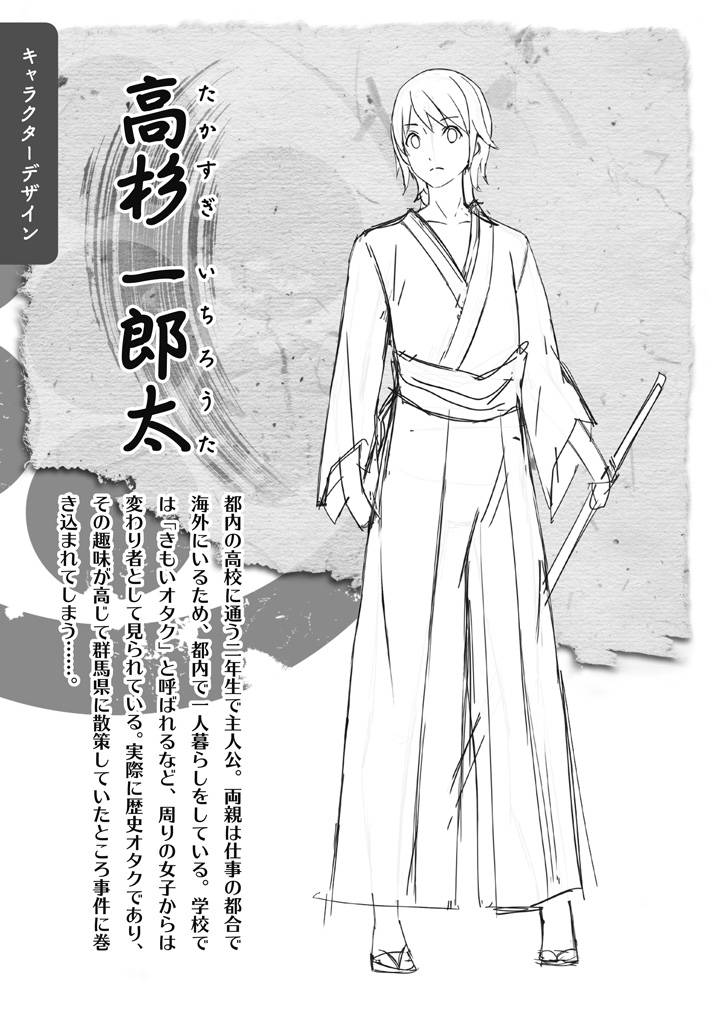 キャラクターデザイン
高杉 一郎太
たかすぎ いちろうた
都内の高校に通う二年生で主人公。両親は仕事の都合で
海外にいるため、都内で一人暮らしをしている。学校で
は「きもいオタク」と呼ばれるなど、周りの女子からは
変わり者として見られている。実際に歴史オタクであり、
その趣味が高じて群馬県に散策していたところ事件に巻
き込まれてしまう……。